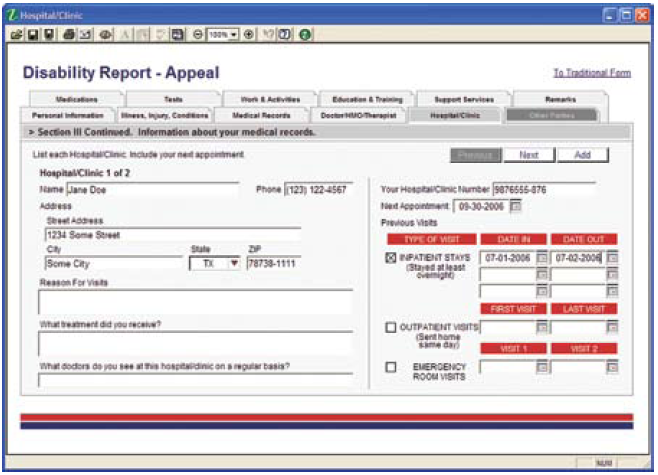 Hospital/Clinic
100%
Disability Report - Appeal
To Traditional Form
Medications Tests Work & Activities Education & Training Support Services Remarks
Personal Information Illness, Injury, Conditions Medical Records Doctor/HMO/Therapist Hospital/Clinic Other Parties
> Section III Continued. Information about your medical records.
List each Hospital/Clinic. Include your next appointment.
Previous Next Add
Hospital/Clinic 1 of 2
Name Jane Doe Phone (123) 122-4567
Address
Street Address
1234 Some Street
City State ZIP
Some City TX 78738-1111
Reason For Visits
What treatment did you receive?
What doctors do you see at this hospital/clinic on a regular basis?
Your Hospital/Clinic Number 9876555-876
Next Appointment 09-30-2006
Previous Visits
TYPE OF VISIT DATE IN DATE OUT
INPATIENT STAYS 07-01-2006 07-02-2006
(Stayed at least
overnight)
FIRST VISIT LAST VISIT
OUTPATIENT VISITS
(Sent home
same day)
VISIT 1 VISIT 2
EMERGENCY
ROOM VISITS
NUM